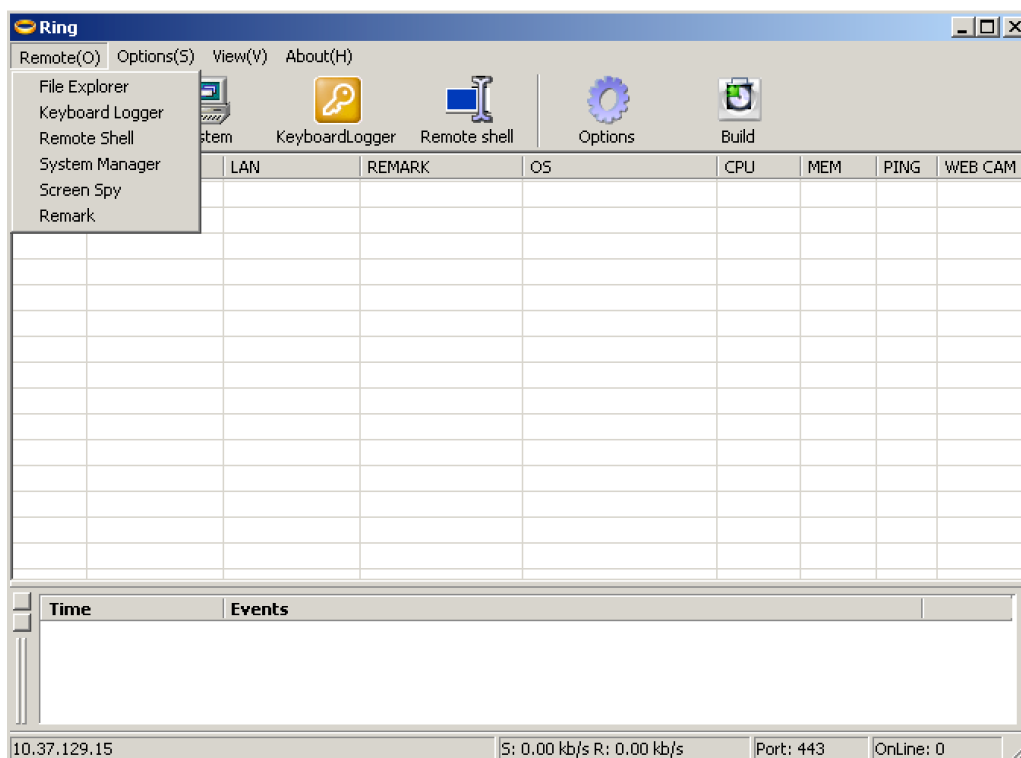 Ring
Remote(O) Options(S) View(V) About(H)
File Explorer
Keyboard Logger
Remote Shell
System Manager
Screen Spy
Remark
stem KeyboardLogger Remote shell Options Build
LAN REMARK OS CPU MEM PING WEB CAM
Time Events
10.37.129.15 S: 0.00 kb/s R: 0.00 kb/s Port: 443 OnLine: 0